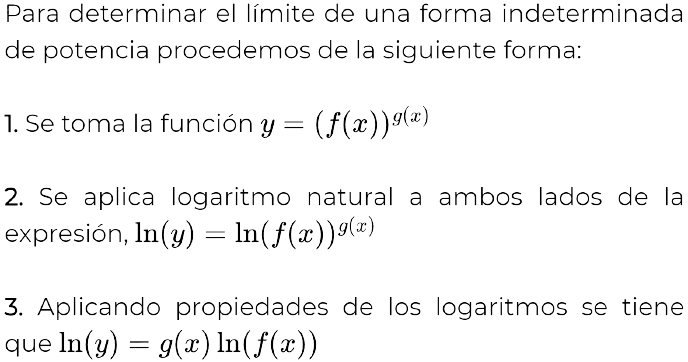 Para determinar el límite de una forma indeterminada
de potencia procedemos de la siguiente forma:
1. Se toma la función y = (f(x))^{g(x)}
2. Se aplica logaritmo natural a ambos lados de la
expresión, ln(y) = ln(f(x))^{g(x)}
3. Aplicando propiedades de los logaritmos se tiene
que ln(y) = g(x) ln(f(x))